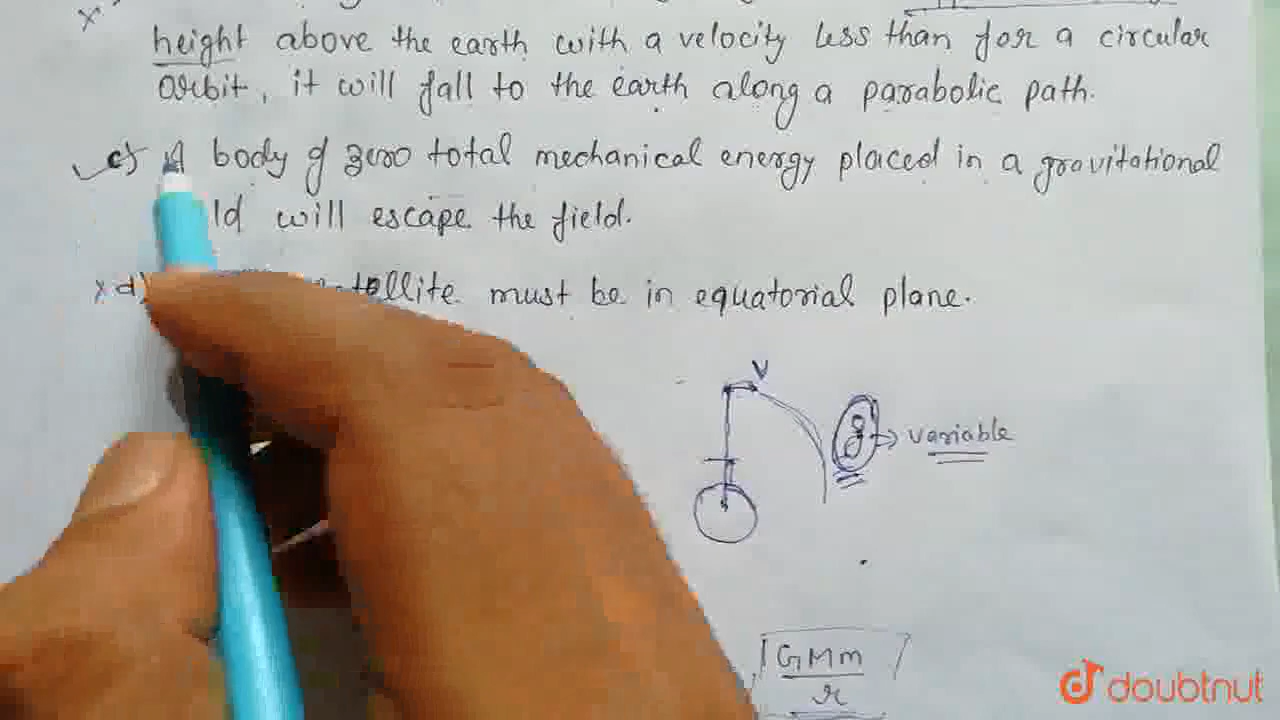 height above the earth with a velocity less than for a circular
orbit, it will fall to the earth along a parabolic path.
c) A body of zero total mechanical energy placed in a gravitational
ld will escape the field.
x d) tellite must be in equatorial plane.
V
g → variable
GMm
r
doubtnut